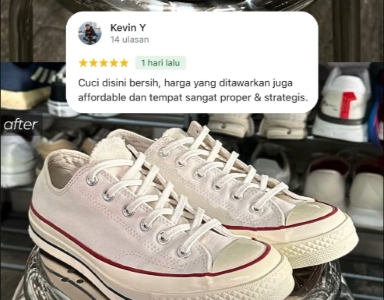 Kevin Y
14 ulasan
★★★★★ 1 hari lalu
Cuci disini bersih, harga yang ditawarkan juga
affordable dan tempat sangat proper & strategis.
after